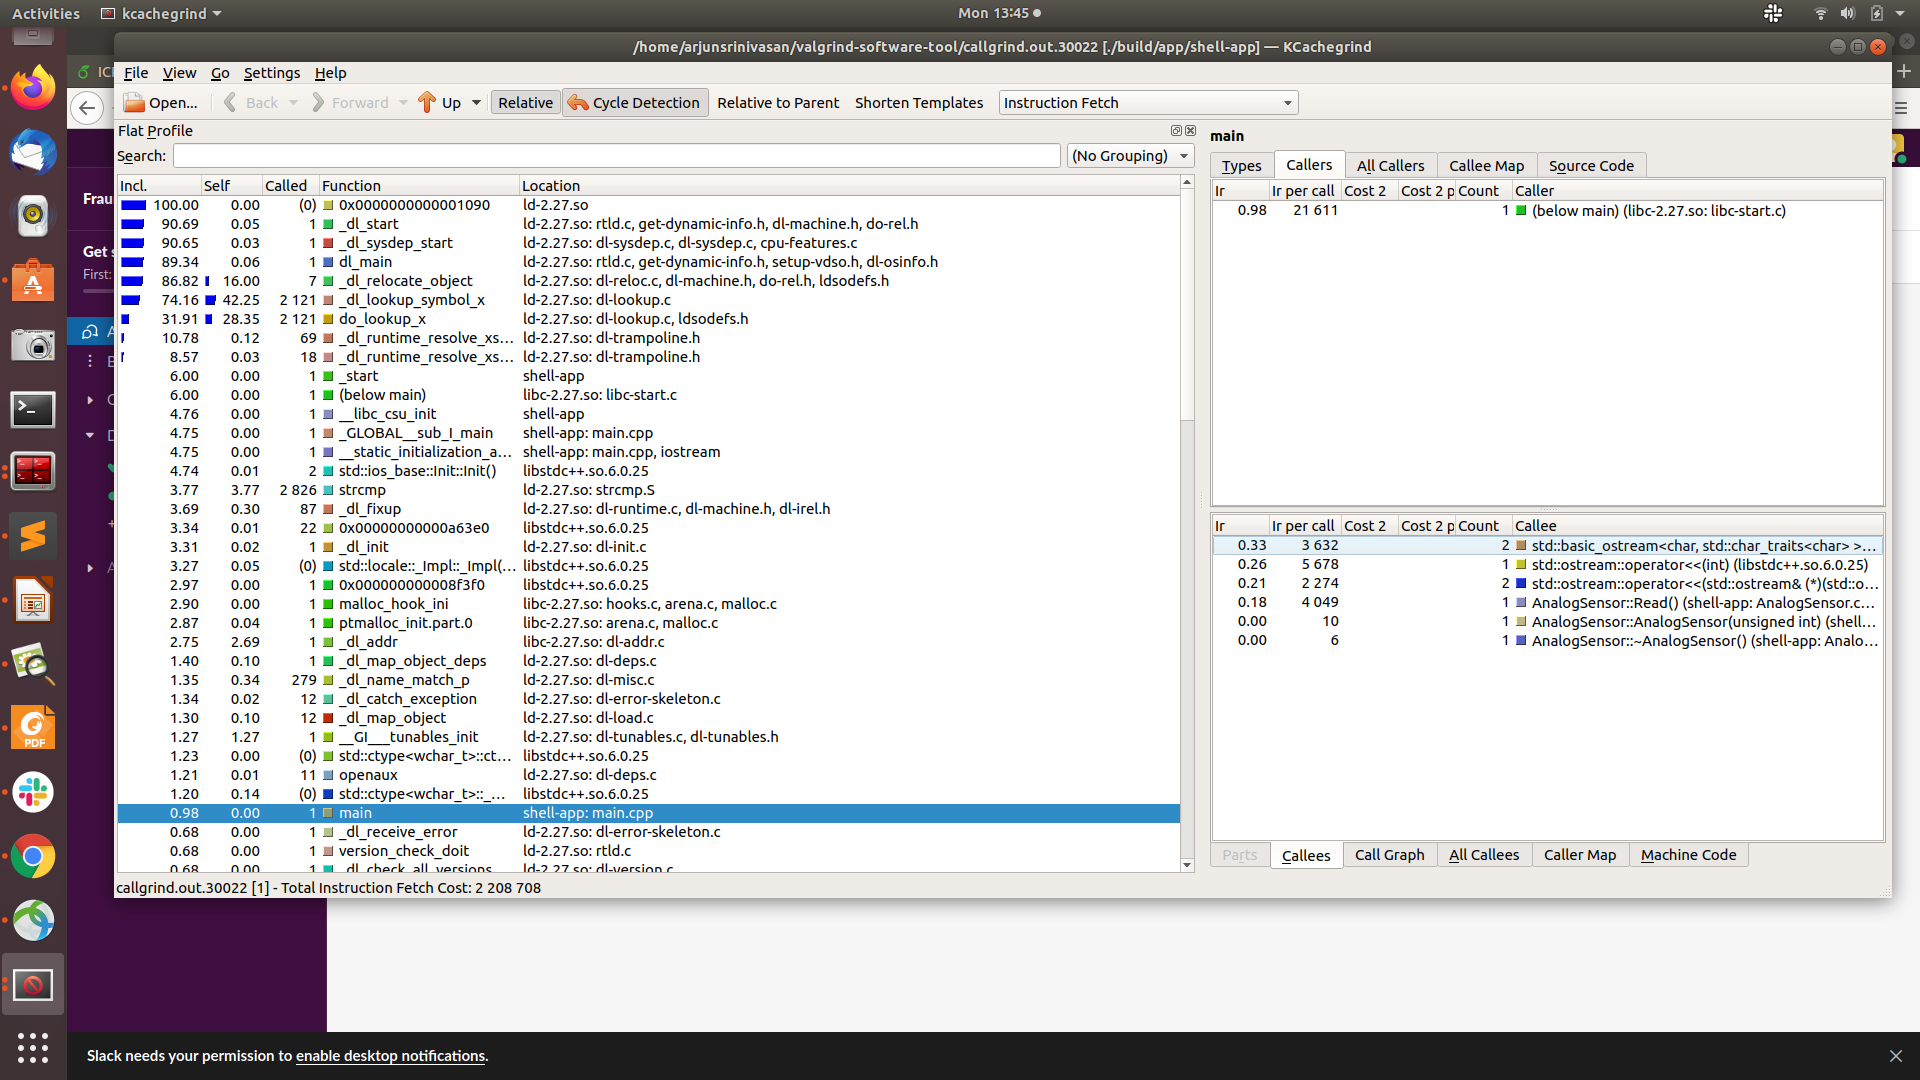 Activities kcachegrind Mon 13:45
/home/arjunsrinivasan/valgrind-software-tool/callgrind.out.30022 [./build/app/shell-app] — KCachegrind
File View Go Settings Help
Open... Back Forward Up Relative Cycle Detection Relative to Parent Shorten Templates Instruction Fetch
Flat Profile
Search: (No Grouping)
Incl. Self Called Function Location
100.00 0.00 (0) 0x0000000000001090 ld-2.27.so
90.69 0.05 1 _dl_start ld-2.27.so: rtld.c, get-dynamic-info.h, dl-machine.h, do-rel.h
90.65 0.03 1 _dl_sysdep_start ld-2.27.so: dl-sysdep.c, dl-sysdep.c, cpu-features.c
89.34 0.06 1 dl_main ld-2.27.so: rtld.c, get-dynamic-info.h, setup-vdso.h, dl-osinfo.h
86.82 16.00 7 _dl_relocate_object ld-2.27.so: dl-reloc.c, dl-machine.h, do-rel.h, ldsodefs.h
74.16 42.25 2 121 _dl_lookup_symbol_x ld-2.27.so: dl-lookup.c
31.91 28.35 2 121 do_lookup_x ld-2.27.so: dl-lookup.c, ldsodefs.h
10.78 0.12 69 _dl_runtime_resolve_xs... ld-2.27.so: dl-trampoline.h
8.57 0.03 18 _dl_runtime_resolve_xs... ld-2.27.so: dl-trampoline.h
6.00 0.00 1 _start shell-app
6.00 0.00 1 (below main) libc-2.27.so: libc-start.c
4.76 0.00 1 __libc_csu_init shell-app
4.75 0.00 1 _GLOBAL__sub_I_main shell-app: main.cpp
4.75 0.00 1 __static_initialization_a... shell-app: main.cpp, iostream
4.74 0.01 2 std::ios_base::Init::Init() libstdc++.so.6.0.25
3.77 3.77 2 826 strcmp ld-2.27.so: strcmp.S
3.69 0.30 87 _dl_fixup ld-2.27.so: dl-runtime.c, dl-machine.h, dl-irel.h
3.34 0.01 22 0x00000000000a63e0 libstdc++.so.6.0.25
3.31 0.02 1 _dl_init ld-2.27.so: dl-init.c
3.27 0.05 (0) std::locale::_Impl::_Impl(... libstdc++.so.6.0.25
2.97 0.00 1 0x000000000008f3f0 libstdc++.so.6.0.25
2.90 0.00 1 malloc_hook_ini libc-2.27.so: hooks.c, arena.c, malloc.c
2.87 0.04 1 ptmalloc_init.part.0 libc-2.27.so: arena.c, malloc.c
2.75 2.69 1 _dl_addr libc-2.27.so: dl-addr.c
1.40 0.10 1 _dl_map_object_deps ld-2.27.so: dl-deps.c
1.35 0.34 279 _dl_name_match_p ld-2.27.so: dl-misc.c
1.34 0.02 12 _dl_catch_exception ld-2.27.so: dl-error-skeleton.c
1.30 0.10 12 _dl_map_object ld-2.27.so: dl-load.c
1.27 1.27 1 __GI___tunables_init ld-2.27.so: dl-tunables.c, dl-tunables.h
1.23 0.00 (0) std::ctype<wchar_t>::ct... libstdc++.so.6.0.25
1.21 0.01 11 openaux ld-2.27.so: dl-deps.c
1.20 0.14 (0) std::ctype<wchar_t>::_... libstdc++.so.6.0.25
0.98 0.00 1 main shell-app: main.cpp
0.68 0.00 1 _dl_receive_error ld-2.27.so: dl-error-skeleton.c
0.68 0.00 1 version_check_doit ld-2.27.so: rtld.c
0.68 0.00 1 _dl_check_all_versions ld-2.27.so: dl-version.c
callgrind.out.30022 [1] - Total Instruction Fetch Cost: 2 208 708
main
Types Callers All Callers Callee Map Source Code
Ir Ir per call Cost 2 Cost 2 p Count Caller
0.98 21 611 1 (below main) (libc-2.27.so: libc-start.c)
Ir Ir per call Cost 2 Cost 2 p Count Callee
0.33 3 632 2 std::basic_ostream<char, std::char_traits<char> >...
0.26 5 678 1 std::ostream::operator<<(int) (libstdc++.so.6.0.25)
0.21 2 274 2 std::ostream::operator<<(std::ostream& (*)(std::o...
0.18 4 049 1 AnalogSensor::Read() (shell-app: AnalogSensor.c...
0.00 10 1 AnalogSensor::AnalogSensor(unsigned int) (shell...
0.00 6 1 AnalogSensor::~AnalogSensor() (shell-app: Analo...
Parts Callees Call Graph All Callees Caller Map Machine Code
Frau
Get s
First:
PDF
Slack needs your permission to enable desktop notifications.